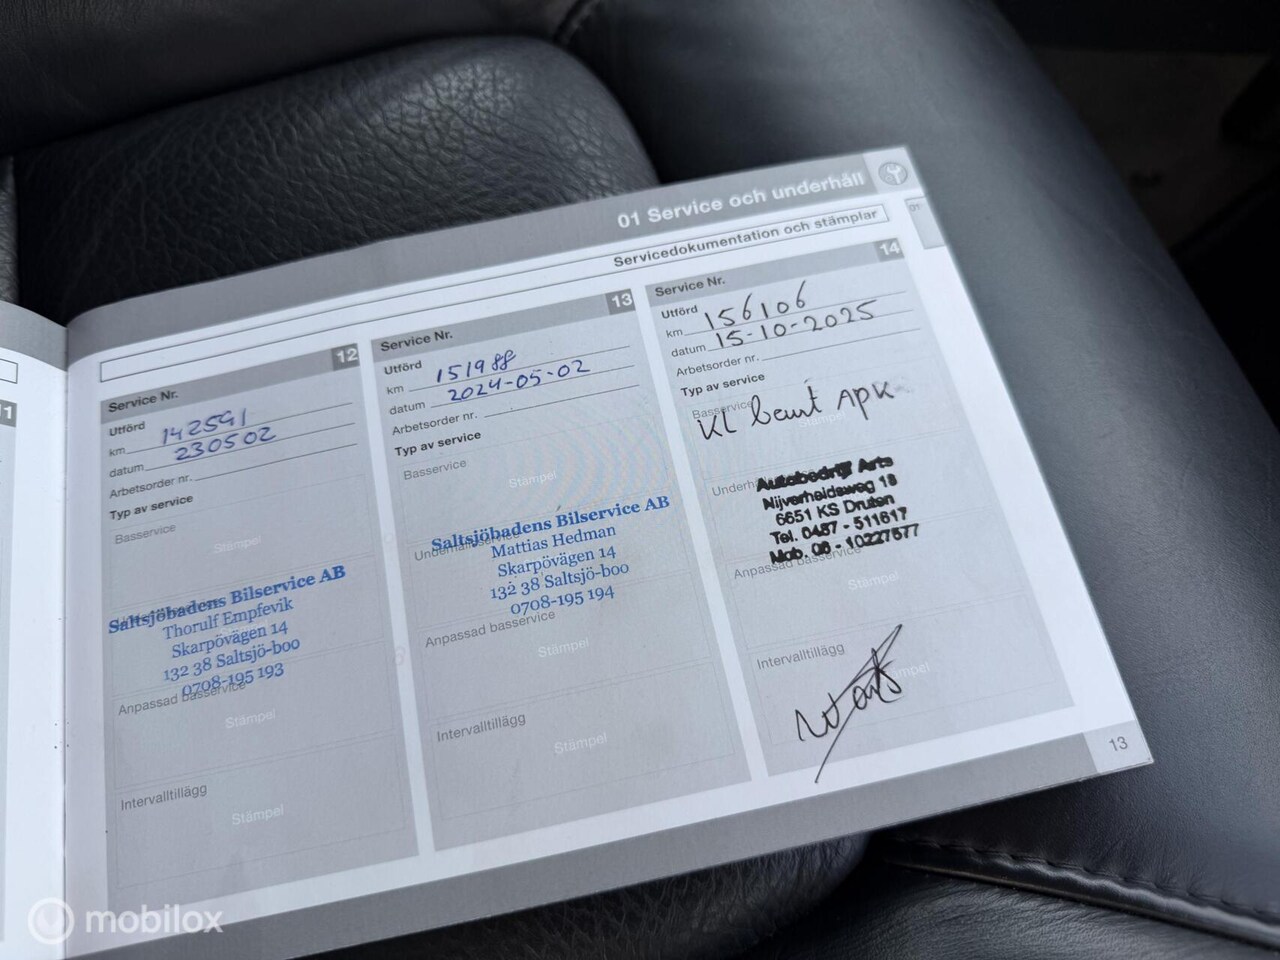 01 Service och underhåll
01
Servicedokumentation och stämplar
11
12
Service Nr.
Utförd
km 142591
datum 230502
Arbetsorder nr.
Typ av service
Basservice
Stämpel
Saltsjöbadens Bilservice AB
Thorulf Empfevik
Skarpövägen 14
132 38 Saltsjö-boo
0708-195 193
Anpassad basservice
Stämpel
Intervalltillägg
Stämpel
13
Service Nr.
Utförd
km 151988
datum 2024-05-02
Arbetsorder nr.
Typ av service
Basservice
Stämpel
Underhållsservice
Saltsjöbadens Bilservice AB
Mattias Hedman
Skarpövägen 14
132 38 Saltsjö-boo
0708-195 194
Anpassad basservice
Stämpel
Intervalltillägg
Stämpel
14
Service Nr.
Utförd
km 156106
datum 15-10-2025
Arbetsorder nr.
Typ av service
Basservice
Stämpel
Kl beurt APK
Autobedrijf Arts
Nijverheidsweg 18
6651 KS Druten
Tel. 0487 - 511617
Mob. 06 - 10227577
Anpassad basservice
Stämpel
Intervalltillägg
Stämpel
13
mobilox